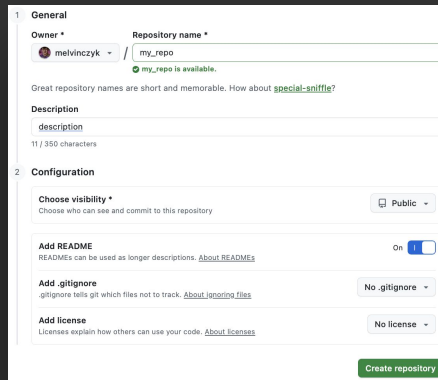 1 General
Owner * Repository name *
melvinczyk / my_repo
my_repo is available.
Great repository names are short and memorable. How about special-sniffle?
Description
description
11 / 350 characters
2 Configuration
Choose visibility * Public
Choose who can see and commit to this repository
Add README On
READMEs can be used as longer descriptions. About READMEs
Add .gitignore No .gitignore
.gitignore tells git which files not to track. About ignoring files
Add license No license
Licenses explain how others can use your code. About licenses
Create repository